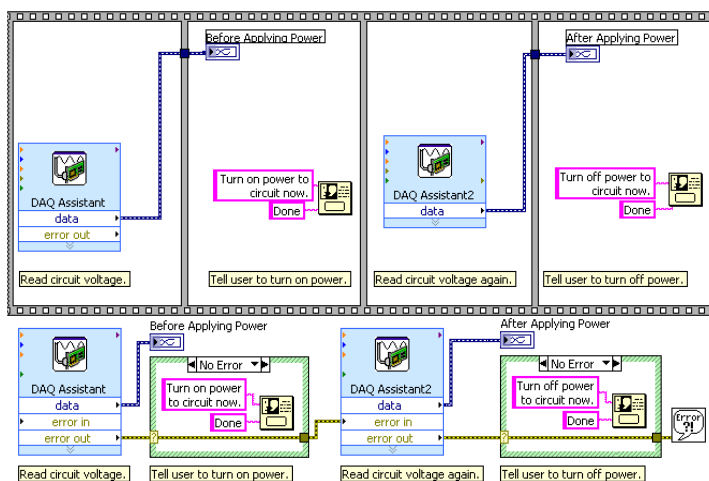 Before Applying Power
After Applying Power
Turn on power to
circuit now.
Done
Turn off power to
circuit now.
Done
DAQ Assistant
data
error out
DAQ Assistant2
data
Read circuit voltage.
Tell user to turn on power.
Read circuit voltage again.
Tell user to turn off power.
Before Applying Power
After Applying Power
No Error
No Error
DAQ Assistant
data
error in
error out
Turn on power
to circuit now.
Done
DAQ Assistant2
data
error in
error out
Turn off power
to circuit now.
Done
Error
?!
?
?
Read circuit voltage.
Tell user to turn on power.
Read circuit voltage again.
Tell user to turn off power.